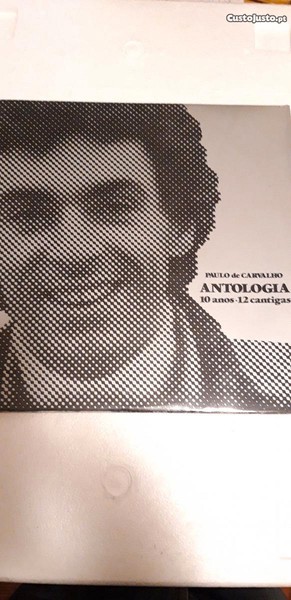 CustoJusto.pt
PAULO de CARVALHO
ANTOLOGIA
10 anos·12 cantigas